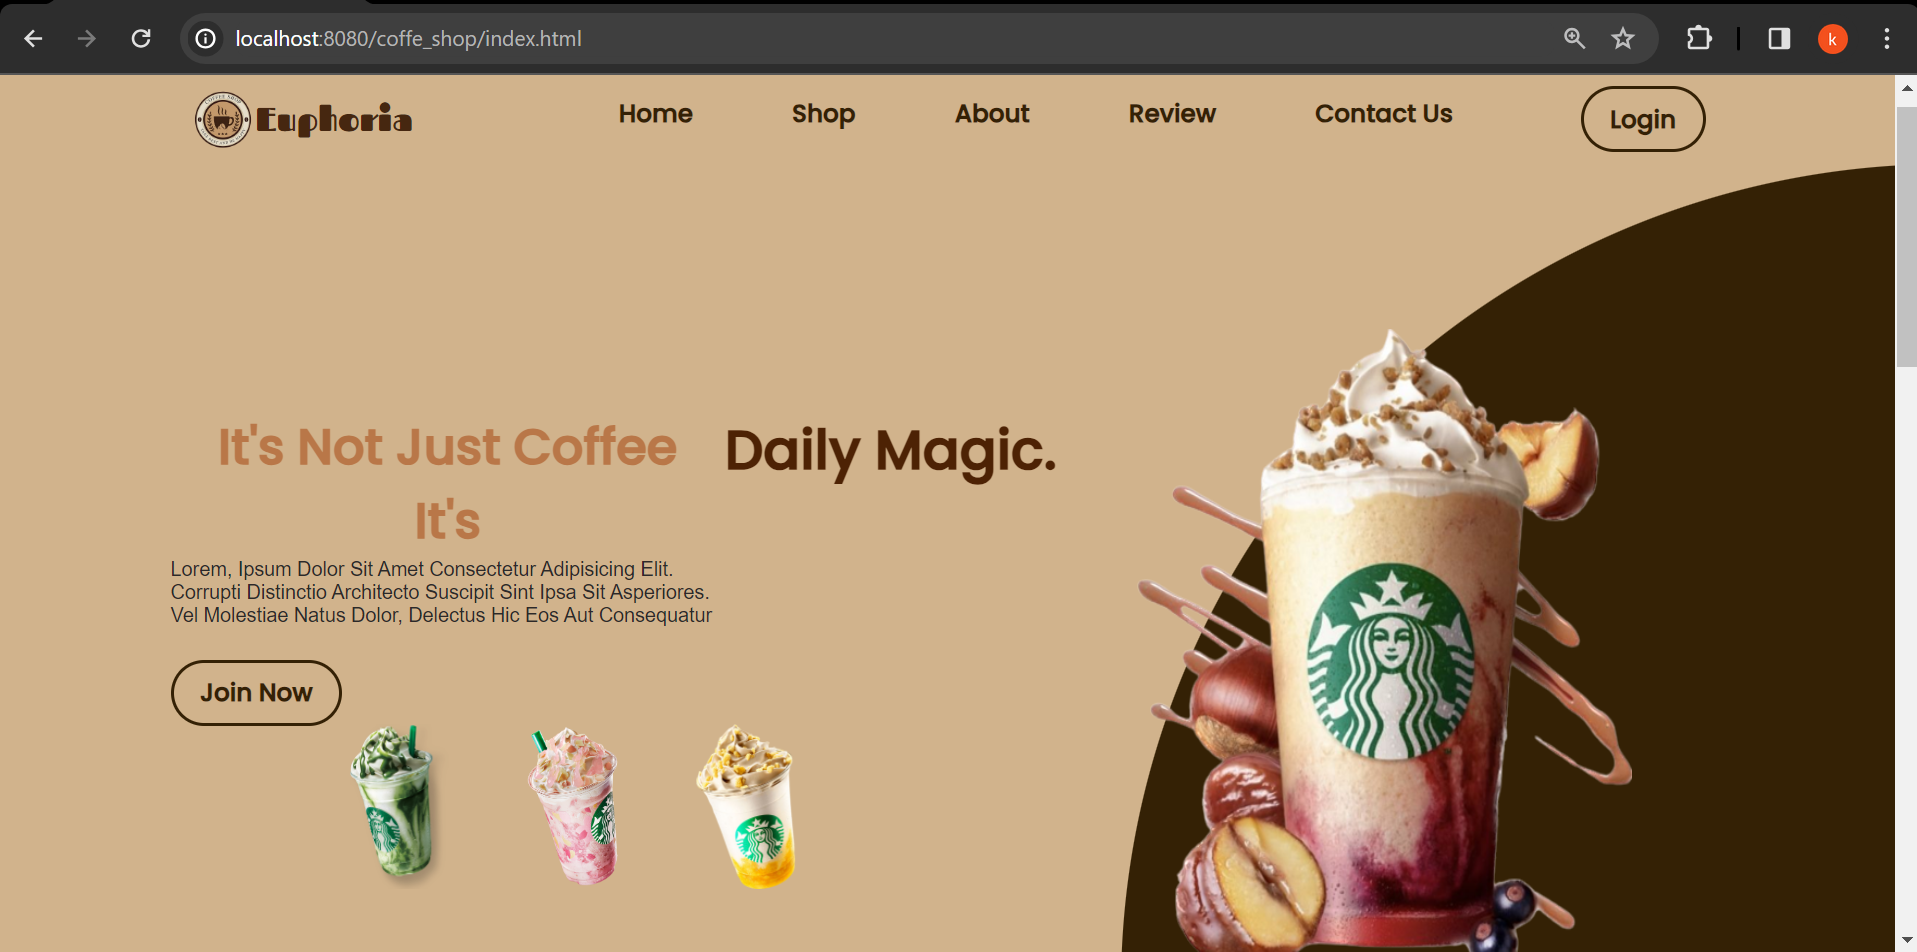 localhost:8080/coffe_shop/index.html
k
Euphoria
Home
Shop
About
Review
Contact Us
Login
It's Not Just Coffee
It's
Daily Magic.
Lorem, Ipsum Dolor Sit Amet Consectetur Adipisicing Elit.
Corrupti Distinctio Architecto Suscipit Sint Ipsa Sit Asperiores.
Vel Molestiae Natus Dolor, Delectus Hic Eos Aut Consequatur
Join Now